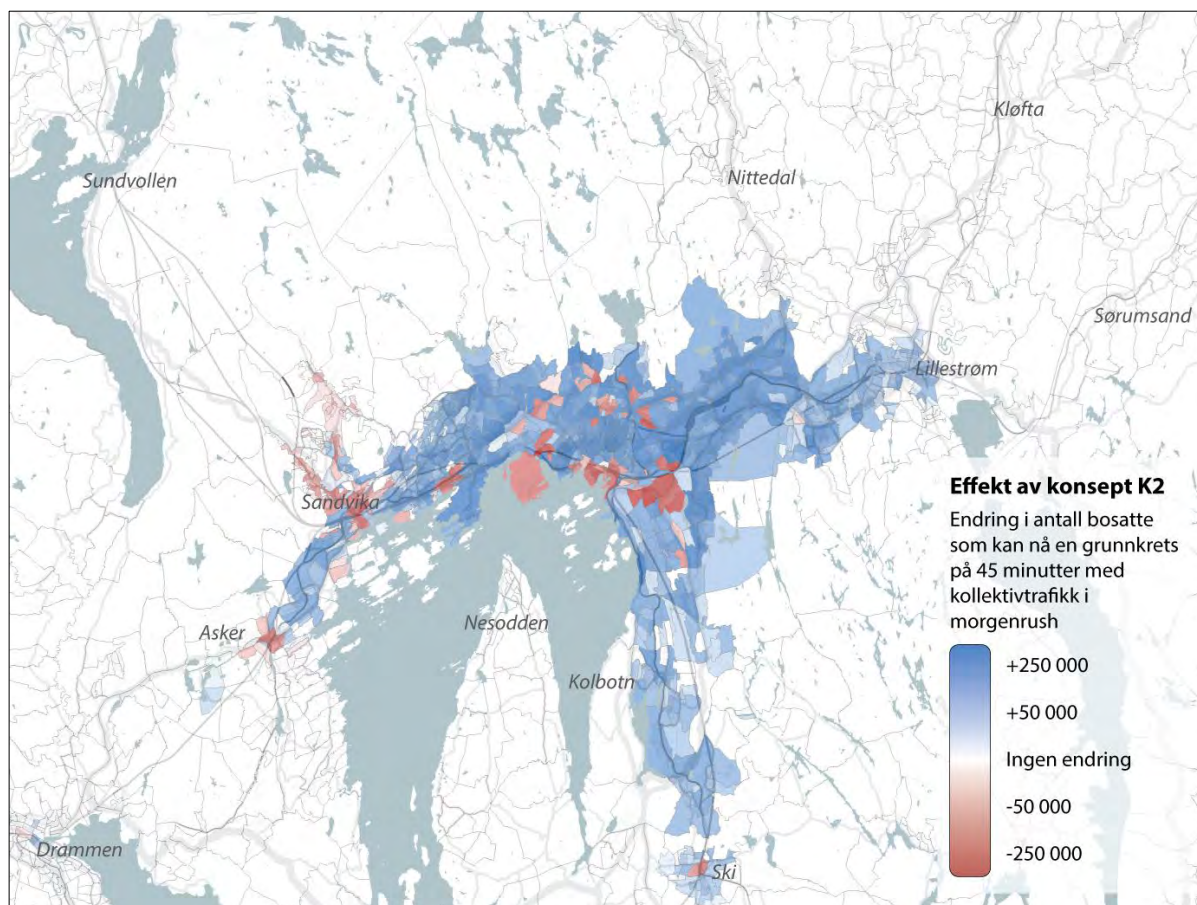 Kløfta
Sundvollen
Nittedal
Sørumsand
Lillestrøm
Sandvika
Effekt av konsept K2
Endring i antall bosatte
som kan nå en grunnkrets
på 45 minutter med
kollektivtrafikk i
morgenrush
Asker
Nesodden
Kolbotn
+250 000
+50 000
Ingen endring
-50 000
-250 000
Drammen
Ski